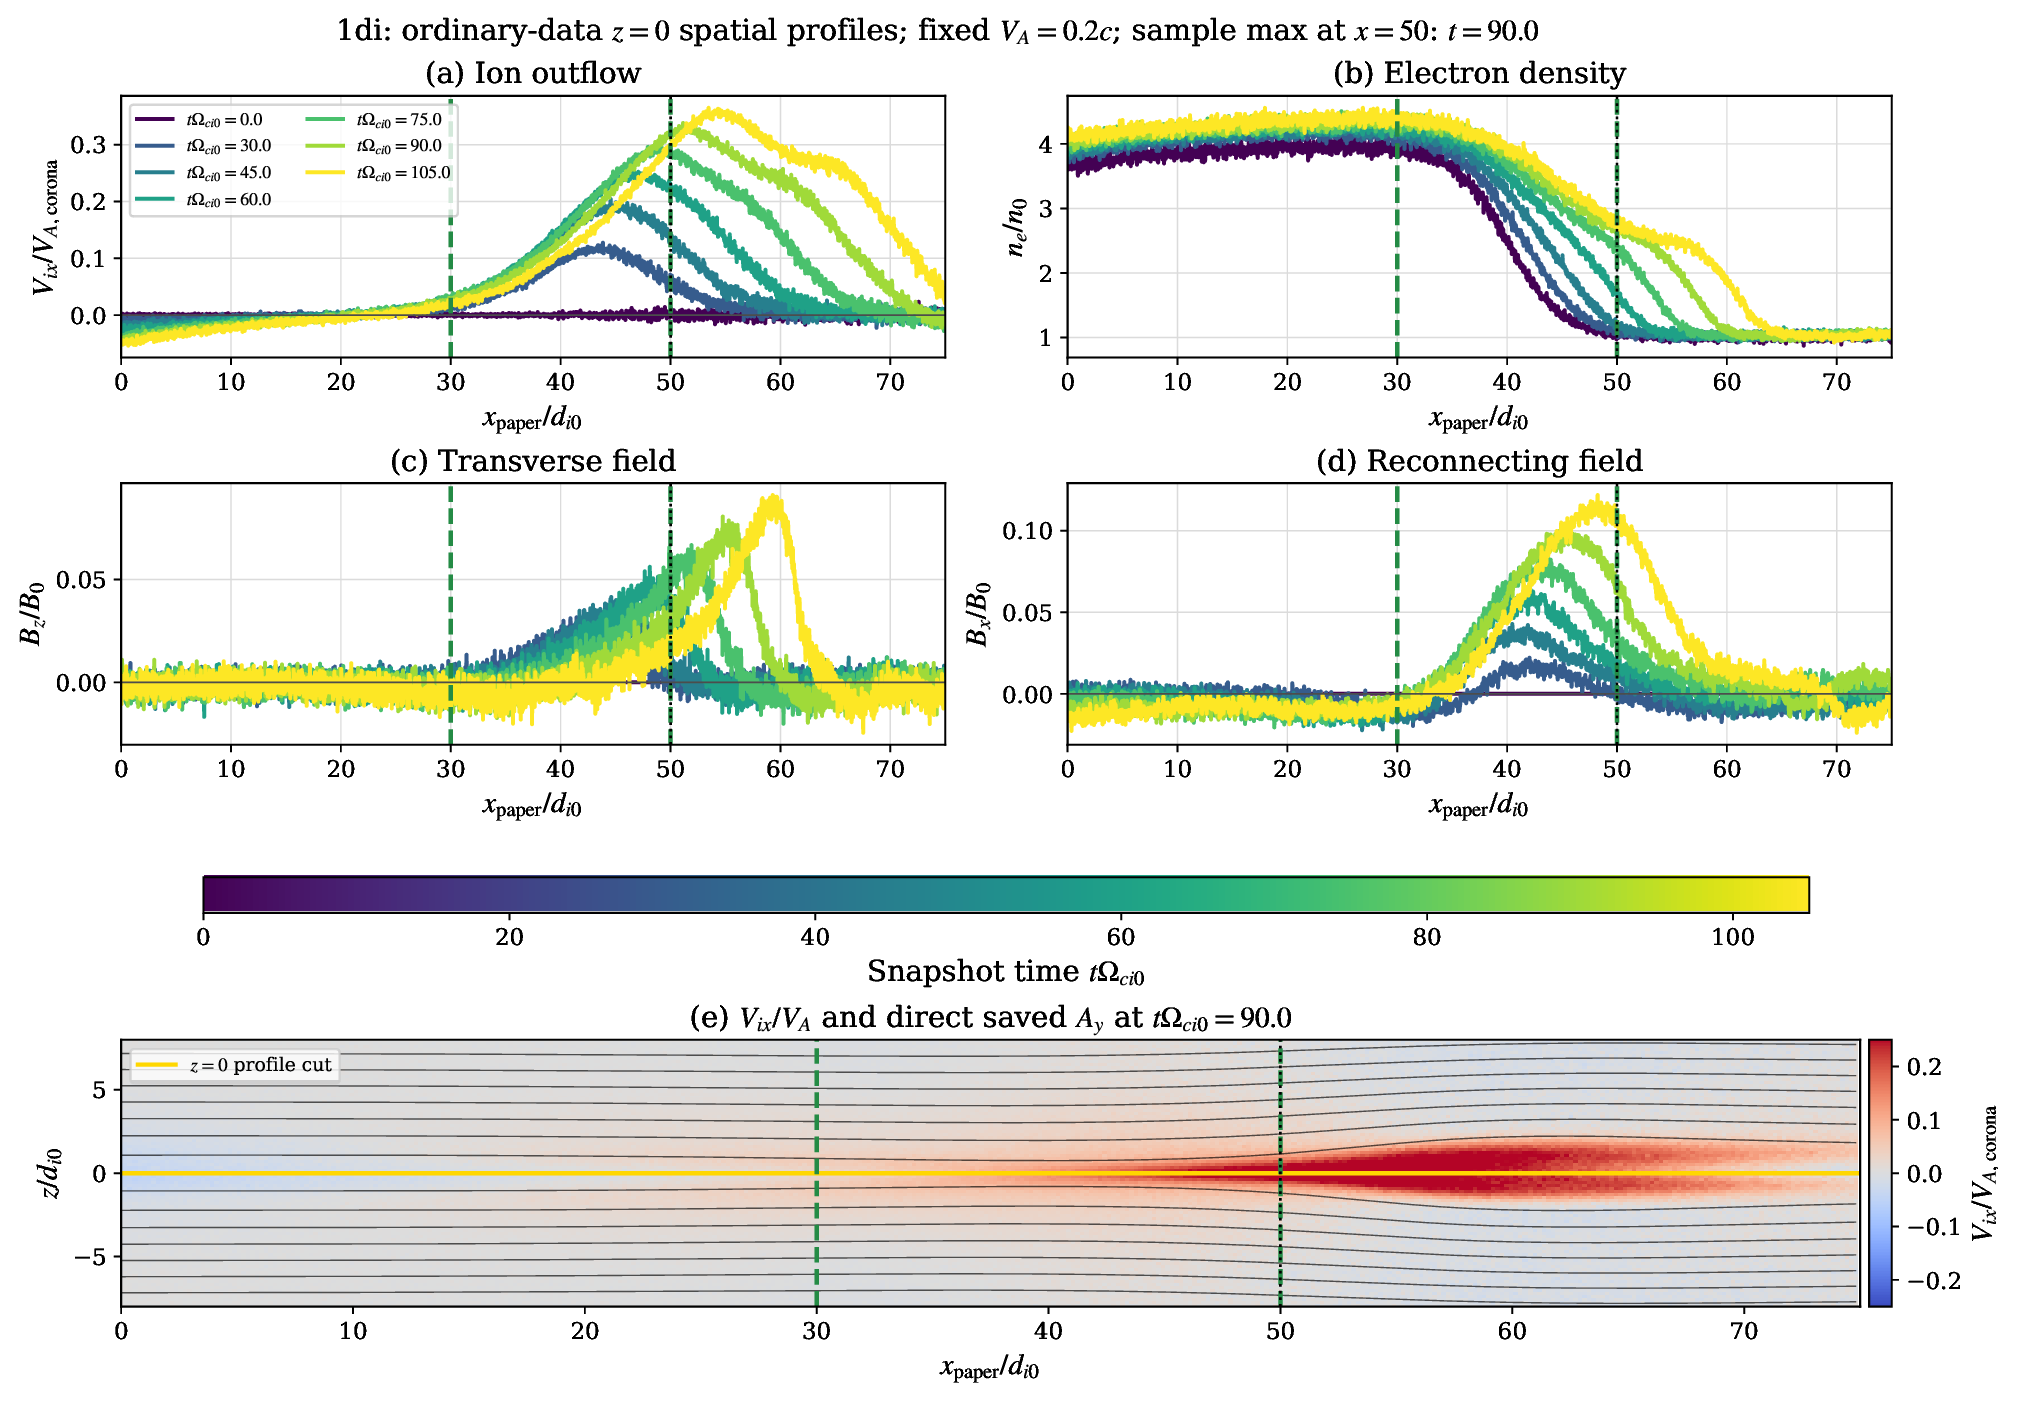 1di: ordinary-data z = 0 spatial profiles; fixed V_A = 0.2c; sample max at x = 50: t = 90.0
(a) Ion outflow
V_ix/V_A, corona
0.3
0.2
0.1
0.0
tΩ_ci0 = 0.0
tΩ_ci0 = 30.0
tΩ_ci0 = 45.0
tΩ_ci0 = 60.0
tΩ_ci0 = 75.0
tΩ_ci0 = 90.0
tΩ_ci0 = 105.0
0 10 20 30 40 50 60 70
x_paper/d_i0
(b) Electron density
n_e/n_0
4
3
2
1
0 10 20 30 40 50 60 70
x_paper/d_i0
(c) Transverse field
B_z/B_0
0.05
0.00
0 10 20 30 40 50 60 70
x_paper/d_i0
(d) Reconnecting field
B_x/B_0
0.10
0.05
0.00
0 10 20 30 40 50 60 70
x_paper/d_i0
0 20 40 60 80 100
Snapshot time tΩ_ci0
(e) V_ix/V_A and direct saved A_y at tΩ_ci0 = 90.0
z = 0 profile cut
z/d_i0
5
0
−5
0 10 20 30 40 50 60 70
x_paper/d_i0
0.2
0.1
0.0
−0.1
−0.2
V_ix/V_A, corona